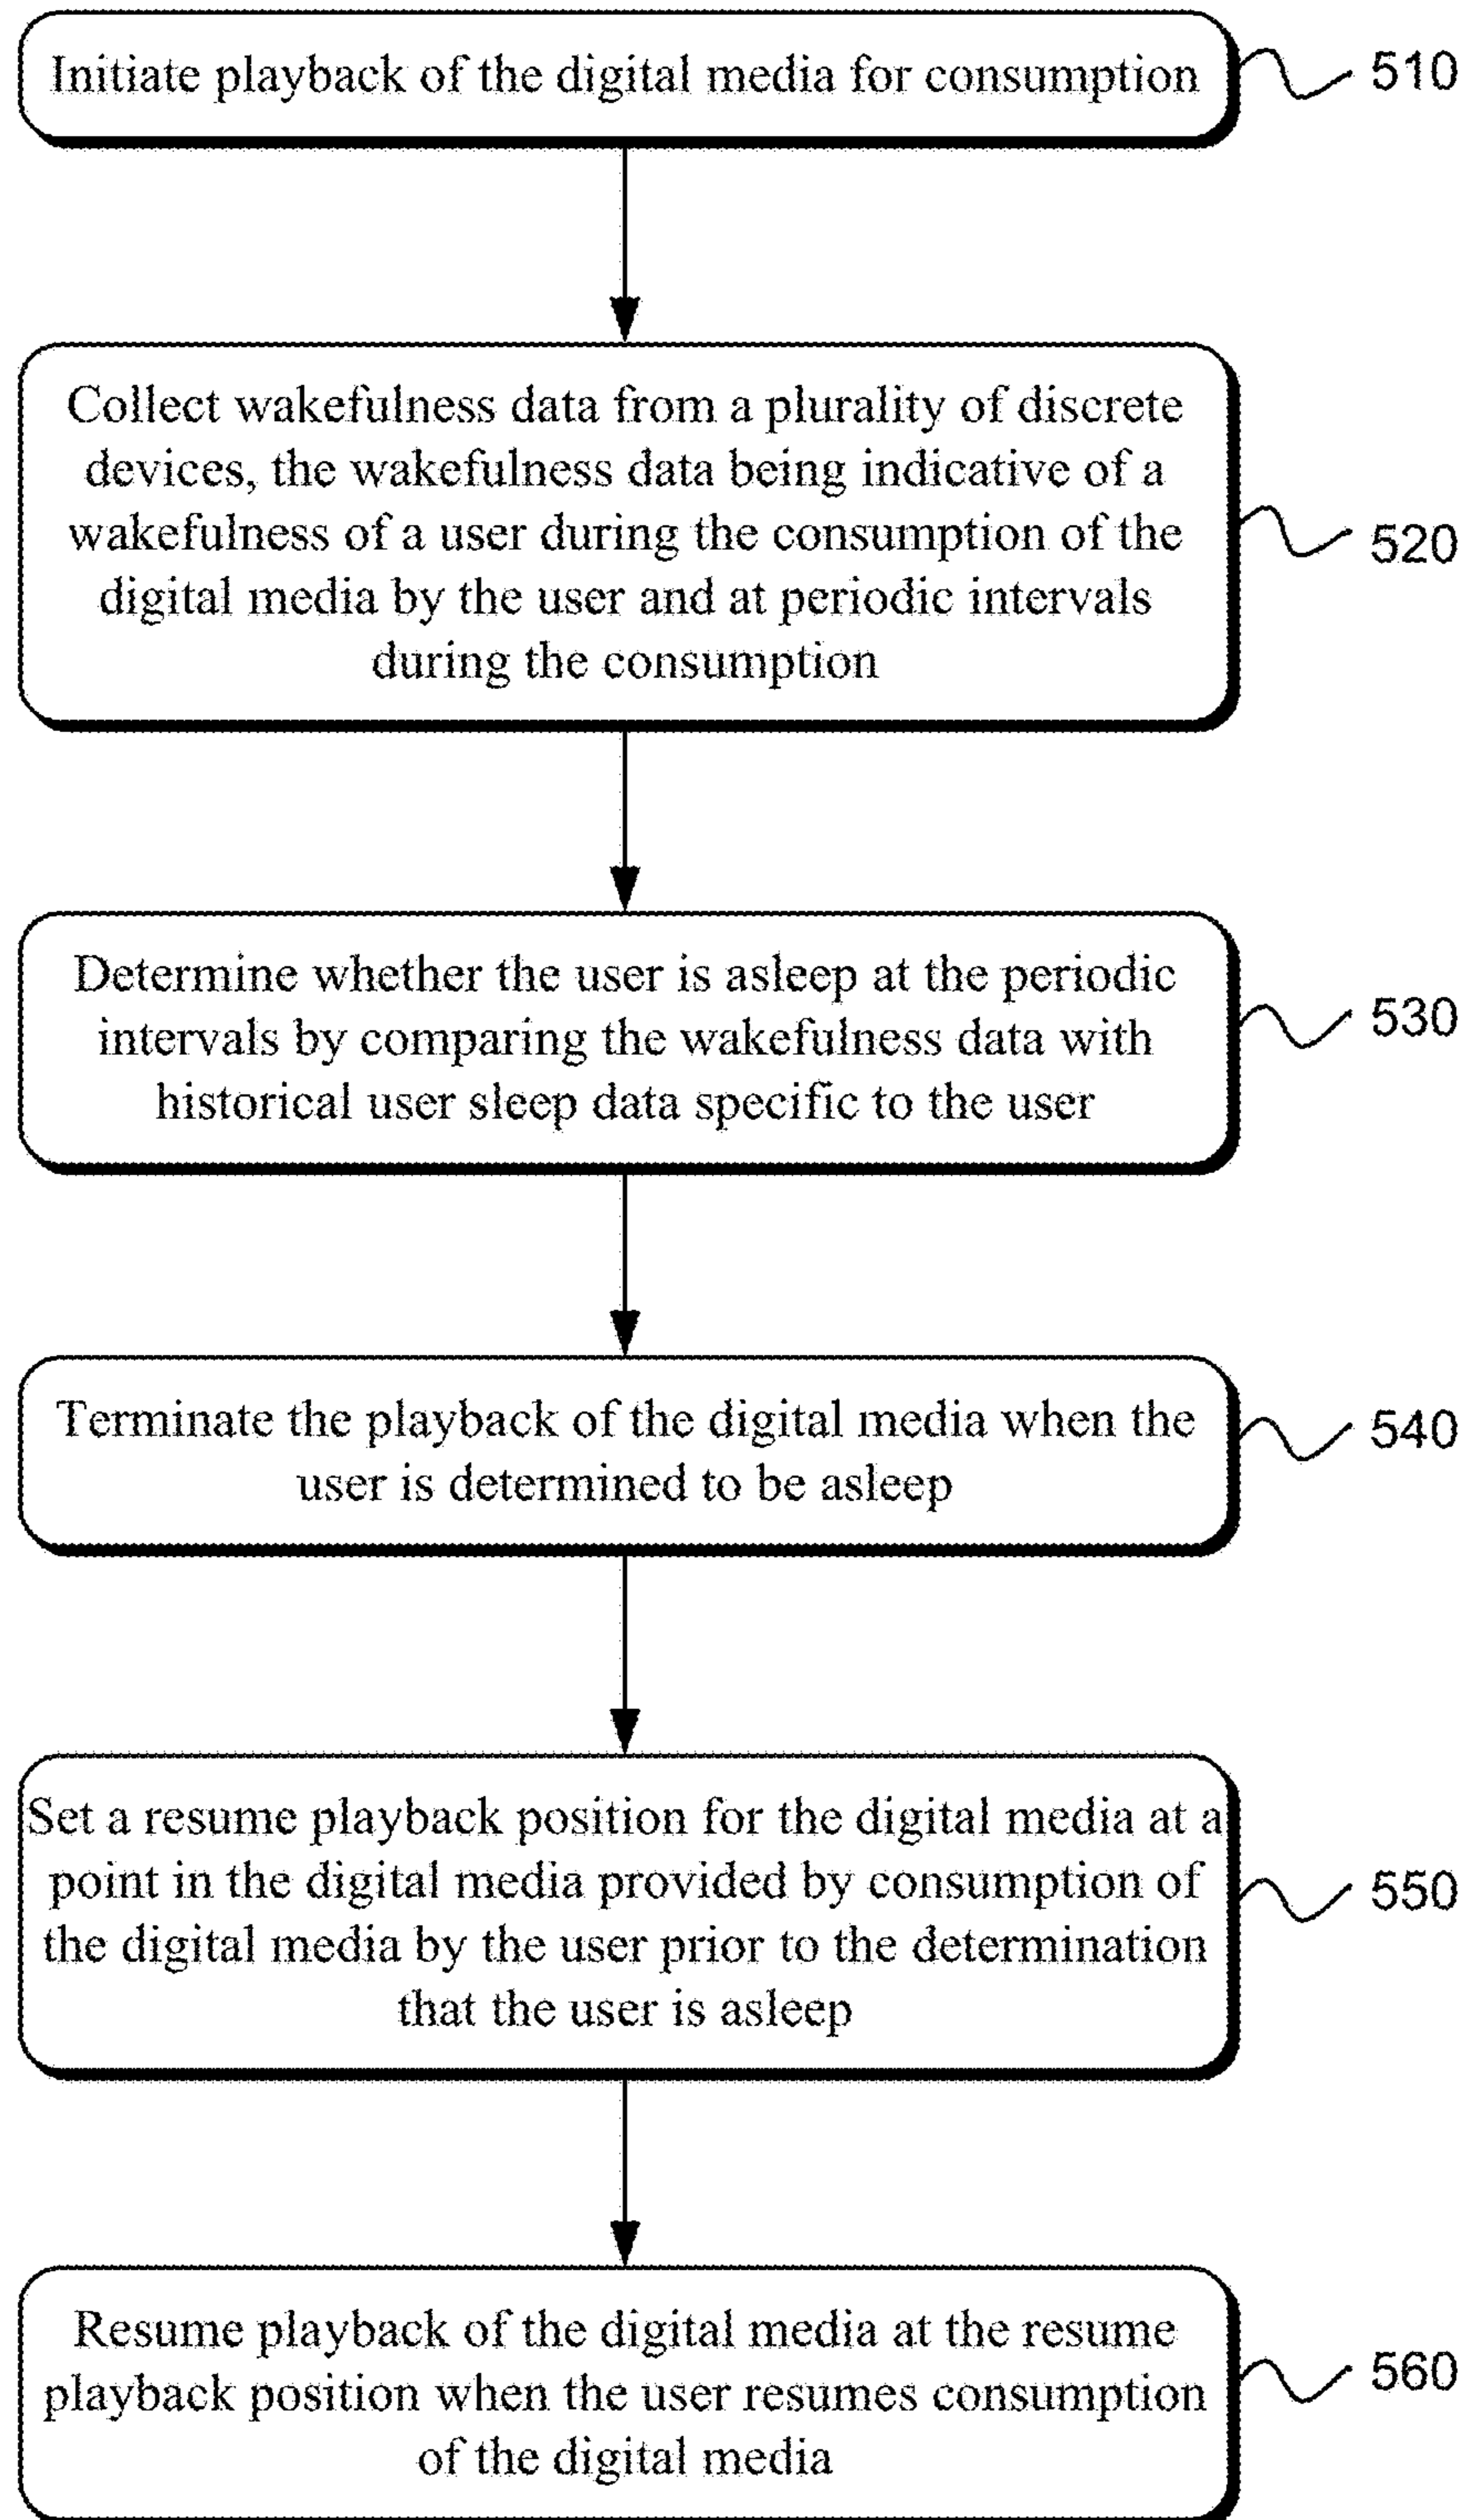 Initiate playback of the digital media for consumption
510
Collect wakefulness data from a plurality of discrete
devices, the wakefulness data being indicative of a
wakefulness of a user during the consumption of the
digital media by the user and at periodic intervals
during the consumption
520
Determine whether the user is asleep at the periodic
intervals by comparing the wakefulness data with
historical user sleep data specific to the user
530
Terminate the playback of the digital media when the
user is determined to be asleep
540
Set a resume playback position for the digital media at a
point in the digital media provided by consumption of
the digital media by the user prior to the determination
that the user is asleep
550
Resume playback of the digital media at the resume
playback position when the user resumes consumption
of the digital media
560